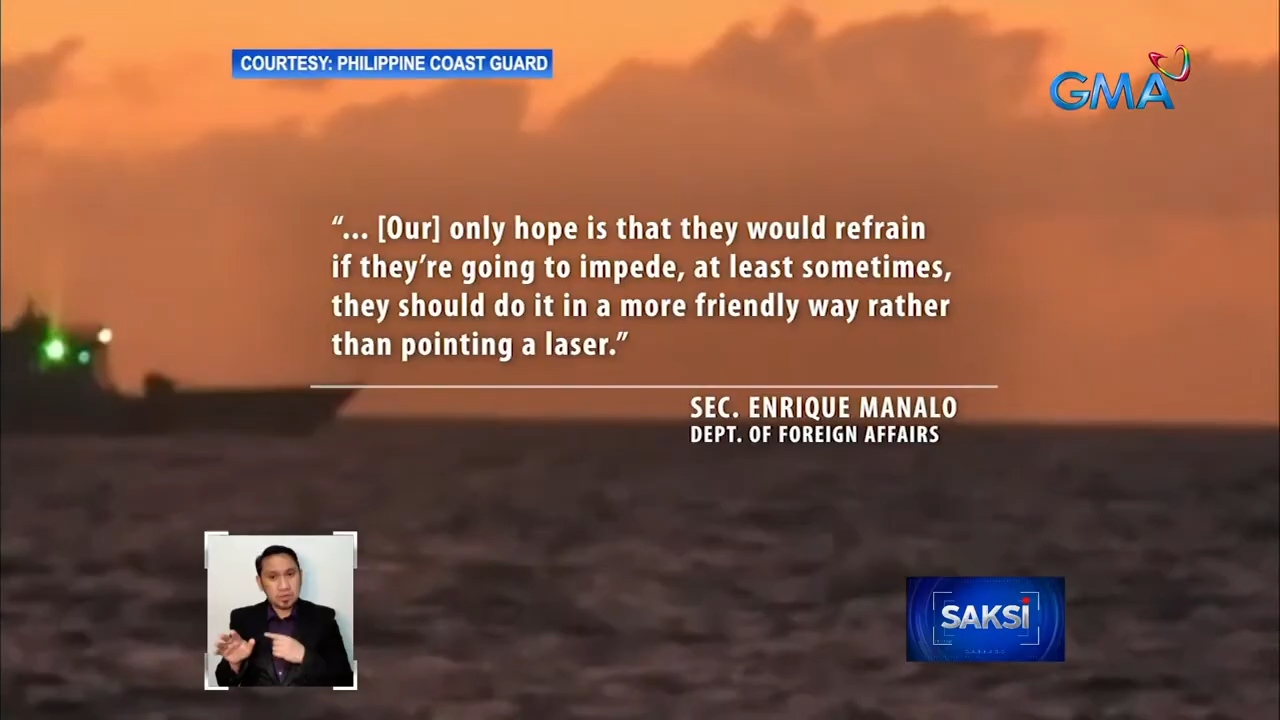 COURTESY: PHILIPPINE COAST GUARD
GMA
“... [Our] only hope is that they would refrain
if they’re going to impede, at least sometimes,
they should do it in a more friendly way rather
than pointing a laser.”
SEC. ENRIQUE MANALO
DEPT. OF FOREIGN AFFAIRS
SAKSI